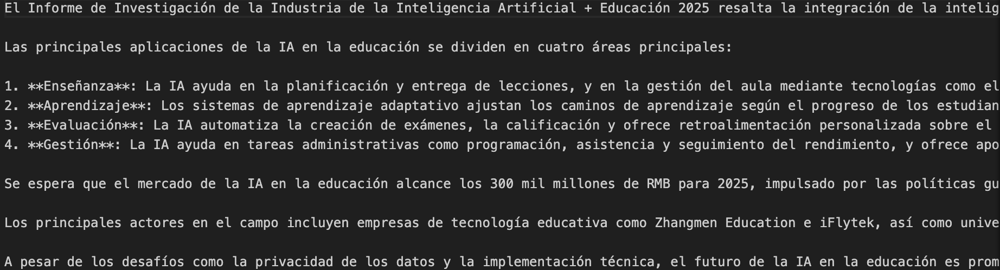 El Informe de Investigación de la Industria de la Inteligencia Artificial + Educación 2025 resalta la integración de la intelig
Las principales aplicaciones de la IA en la educación se dividen en cuatro áreas principales:
1. **Enseñanza**: La IA ayuda en la planificación y entrega de lecciones, y en la gestión del aula mediante tecnologías como el
2. **Aprendizaje**: Los sistemas de aprendizaje adaptativo ajustan los caminos de aprendizaje según el progreso de los estudian
3. **Evaluación**: La IA automatiza la creación de exámenes, la calificación y ofrece retroalimentación personalizada sobre el
4. **Gestión**: La IA ayuda en tareas administrativas como programación, asistencia y seguimiento del rendimiento, y ofrece apo
Se espera que el mercado de la IA en la educación alcance los 300 mil millones de RMB para 2025, impulsado por las políticas gu
Los principales actores en el campo incluyen empresas de tecnología educativa como Zhangmen Education e iFlytek, así como unive
A pesar de los desafíos como la privacidad de los datos y la implementación técnica, el futuro de la IA en la educación es prom